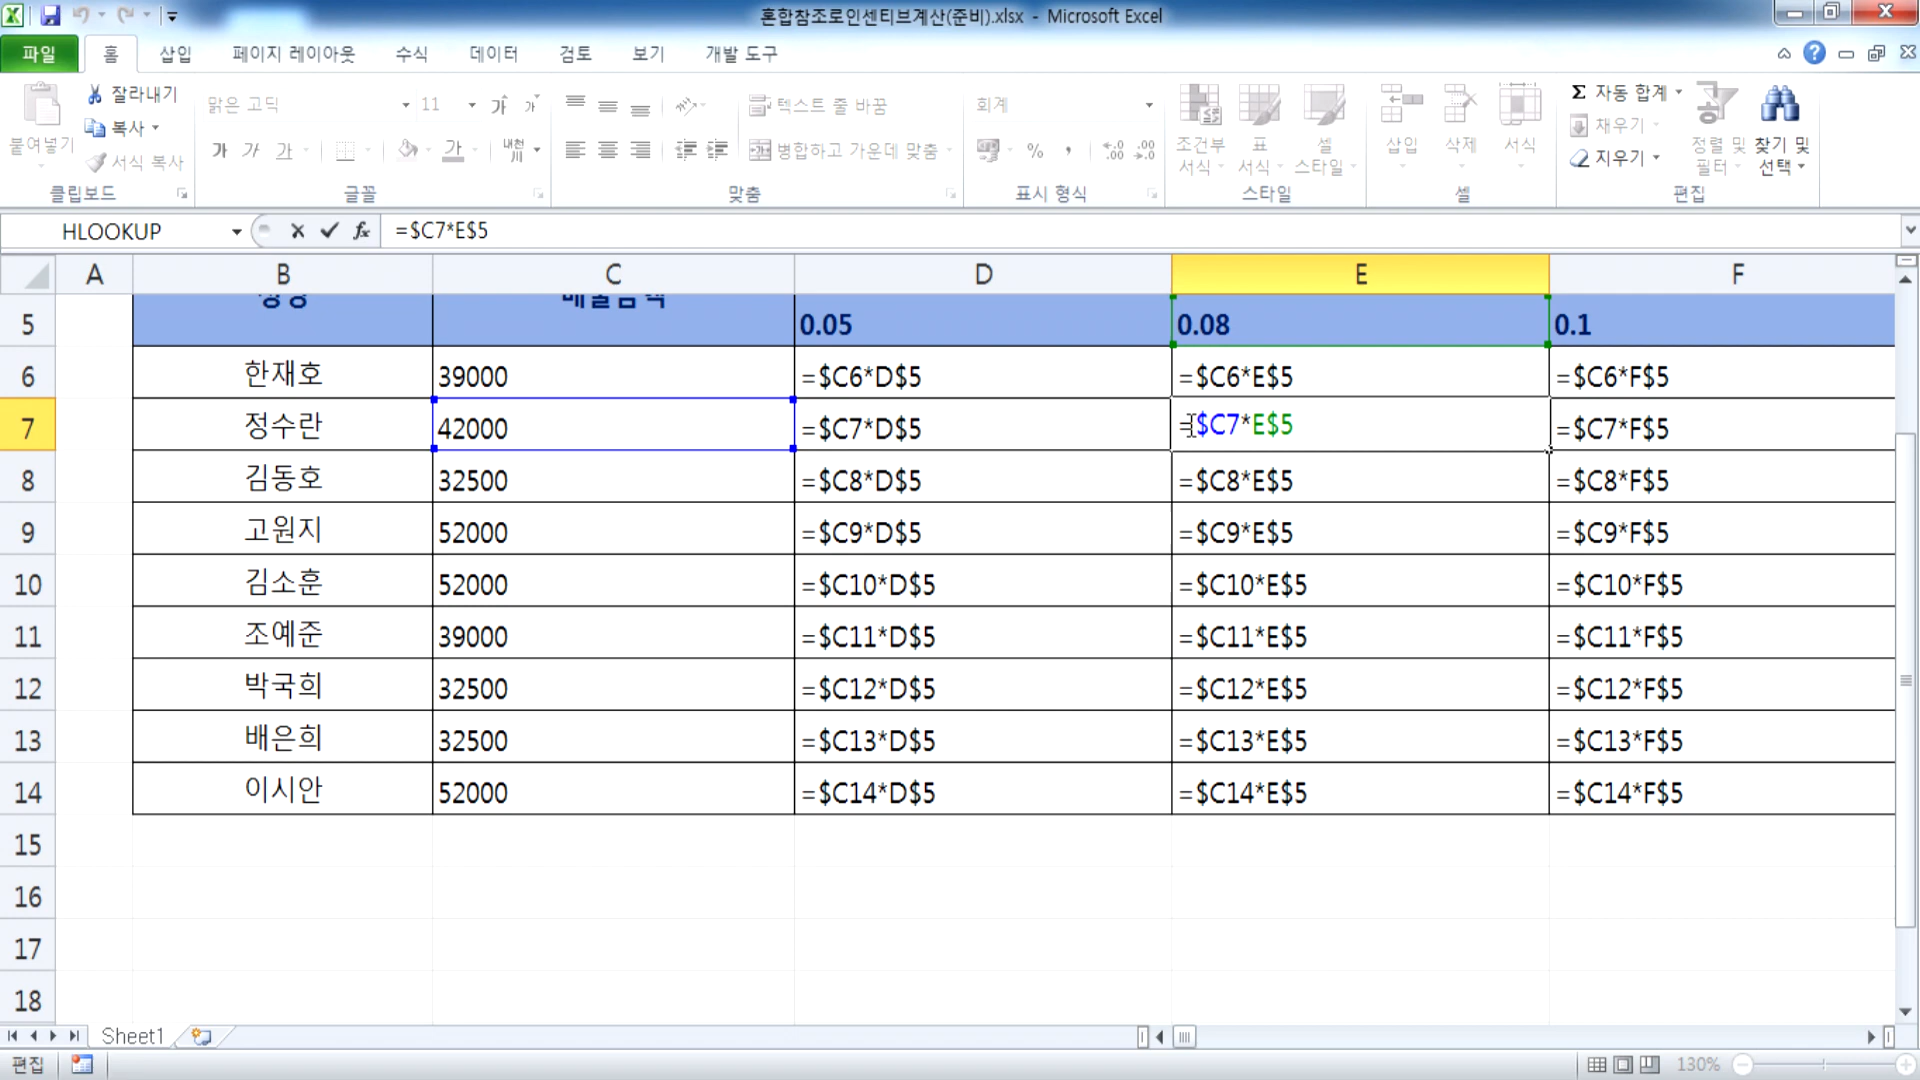 혼합참조로인센티브계산(준비).xlsx - Microsoft Excel
파일 홈 삽입 페이지 레이아웃 수식 데이터 검토 보기 개발 도구
붙여넣기 잘라내기 복사 서식 복사 클립보드
맑은 고딕 11 가 가 가 가 가 가 내천 글꼴
텍스트 줄 바꿈 병합하고 가운데 맞춤 맞춤
회계 % , 표시 형식
조건부 서식 표 서식 셀 스타일 스타일
삽입 삭제 서식 셀
Σ 자동 합계 채우기 지우기 정렬 및 필터 찾기 및 선택 편집
HLOOKUP fx =$C7*E$5
A B C D E F
5 0.05 0.08 0.1
6 한재호 39000 =$C6*D$5 =$C6*E$5 =$C6*F$5
7 정수란 42000 =$C7*D$5 =$C7*E$5 =$C7*F$5
8 김동호 32500 =$C8*D$5 =$C8*E$5 =$C8*F$5
9 고원지 52000 =$C9*D$5 =$C9*E$5 =$C9*F$5
10 김소훈 52000 =$C10*D$5 =$C10*E$5 =$C10*F$5
11 조예준 39000 =$C11*D$5 =$C11*E$5 =$C11*F$5
12 박국희 32500 =$C12*D$5 =$C12*E$5 =$C12*F$5
13 배은희 32500 =$C13*D$5 =$C13*E$5 =$C13*F$5
14 이시안 52000 =$C14*D$5 =$C14*E$5 =$C14*F$5
15
16
17
18
Sheet1
편집 130%